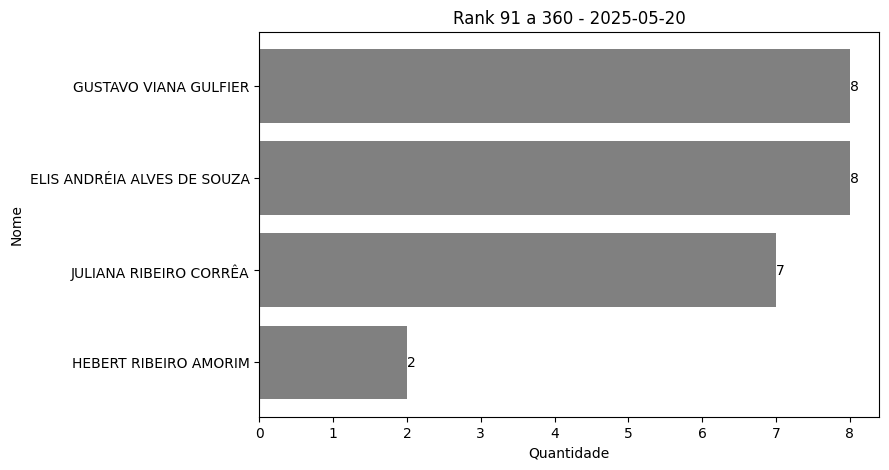 Rank 91 a 360 - 2025-05-20
GUSTAVO VIANA GULFIER
8
ELIS ANDRÉIA ALVES DE SOUZA
8
JULIANA RIBEIRO CORRÊA
7
HEBERT RIBEIRO AMORIM
2
Nome
0 1 2 3 4 5 6 7 8
Quantidade